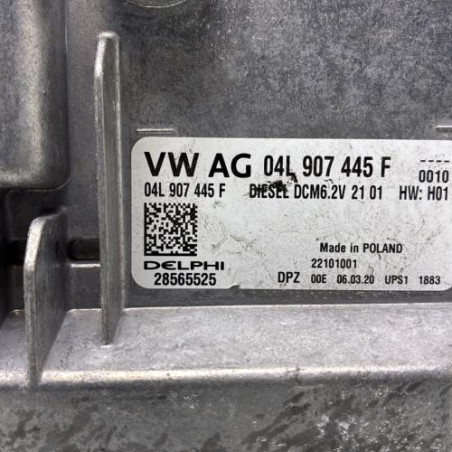 VW AG 04L 907 445 F ----
0010
04L 907 445 F DIESEL DCM6.2V 21 01 HW: H01
Made in POLAND
DELPHI 22101001
28565525 DPZ 00E 06.03.20 UPS1 1883